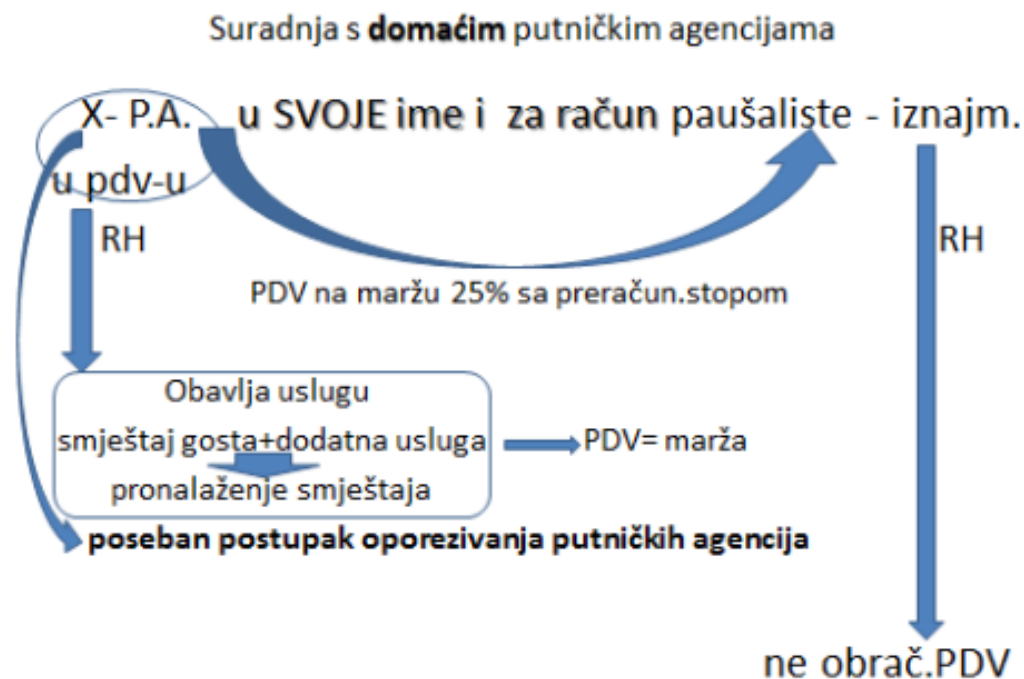 Suradnja s domaćim putničkim agencijama
X- P.A. u SVOJE ime i za račun paušaliste - iznajm.
u pdv-u
RH
RH
PDV na maržu 25% sa preračun.stopom
Obavlja uslugu
smještaj gosta+dodatna usluga
PDV= marža
pronalaženje smještaja
poseban postupak oporezivanja putničkih agencija
ne obrač.PDV